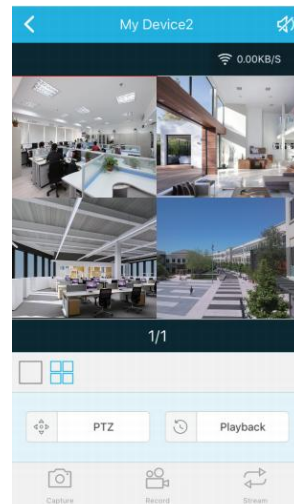 My Device2
0.00KB/S
1/1
PTZ
Playback
Capture
Record
Stream